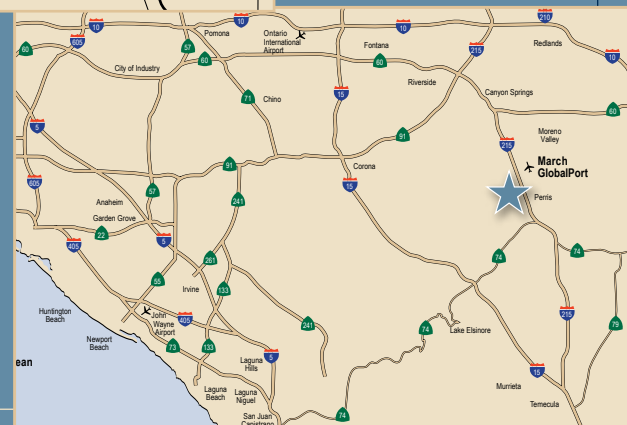 10
10
10
210
605
60
57
60
Pomona
Ontario
International
Airport
Fontana
60
215
Redlands
10
City of Industry
Riverside
Canyon Springs
71
Chino
15
60
5
91
Moreno
Valley
215
91
Corona
March
GlobalPort
605
57
15
Perris
Anaheim
241
Garden Grove
22
405
5
261
74
74
55
Irvine
133
Huntington
Beach
John
Wayne
Airport
405
241
74
Lake Elsinore
215
79
Newport
Beach
73
133
5
Laguna
Hills
15
ean
Laguna
Beach
Laguna
Niguel
Murrieta
Temecula
San Juan
Capistrano
74